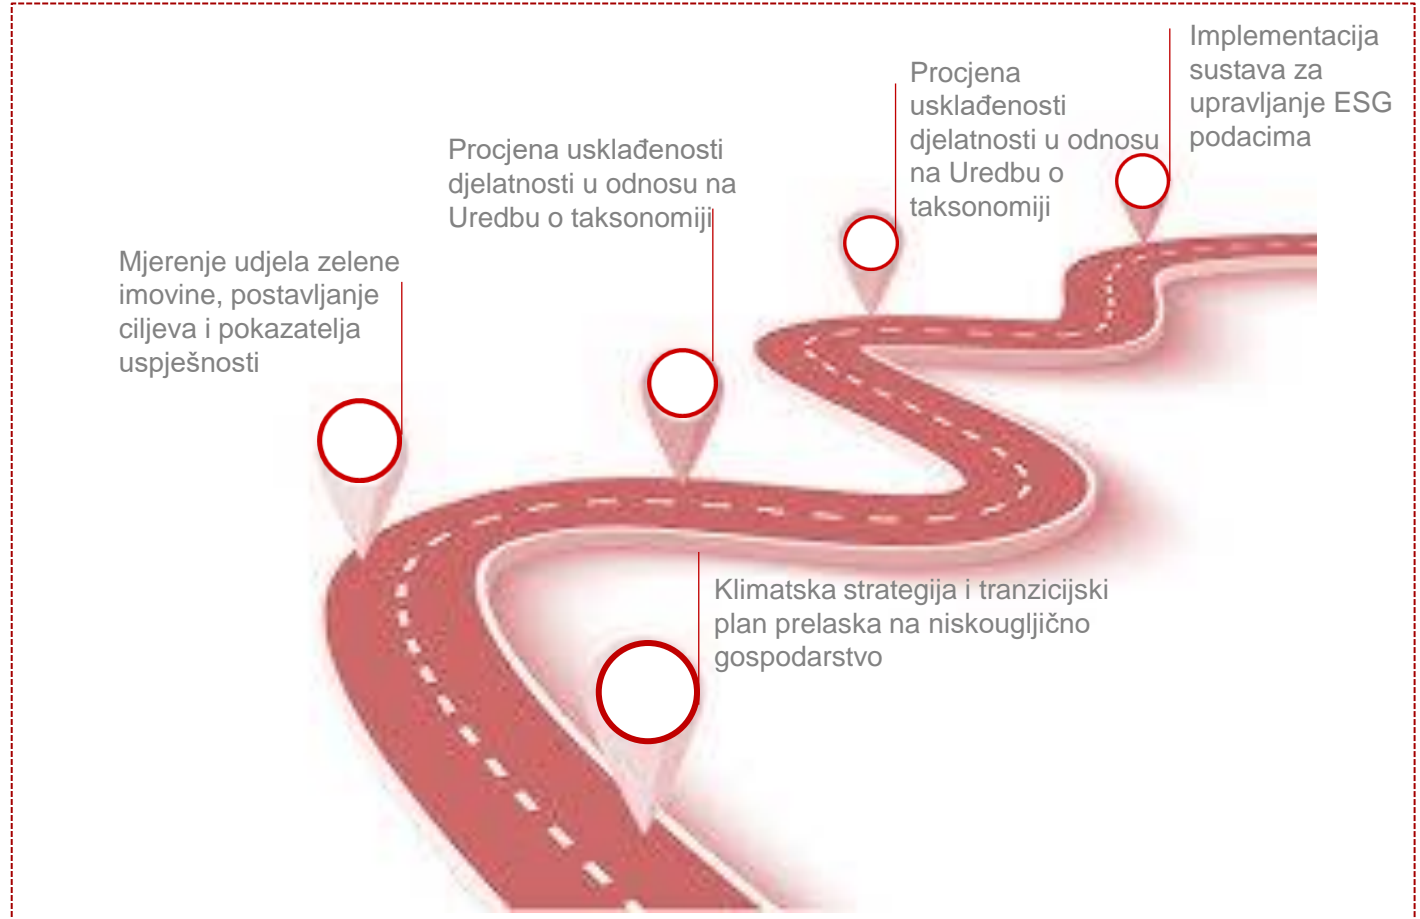 Implementacija
sustava za
upravljanje ESG
podacima
Procjena
usklađenosti
djelatnosti u odnosu
na Uredbu o
taksonomiji
Procjena usklađenosti
djelatnosti u odnosu na
Uredbu o taksonomiji
Mjerenje udjela zelene
imovine, postavljanje
ciljeva i pokazatelja
uspješnosti
Klimatska strategija i tranzicijski
plan prelaska na niskougljično
gospodarstvo